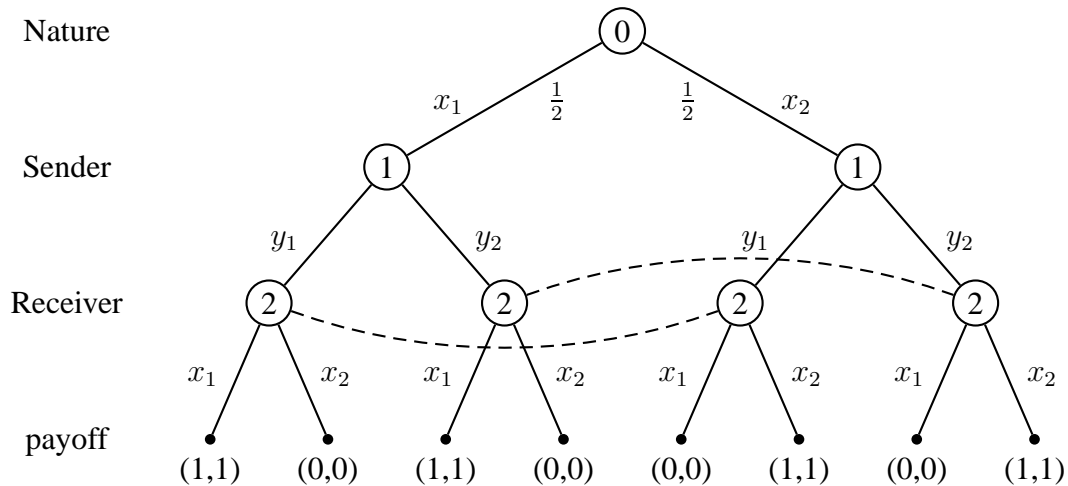 Nature 0
x₁ 1/2 1/2 x₂
Sender 1 1
y₁ y₂ y₁ y₂
Receiver 2 2 2 2
x₁ x₂ x₁ x₂ x₁ x₂ x₁ x₂
payoff
(1,1) (0,0) (1,1) (0,0) (0,0) (1,1) (0,0) (1,1)